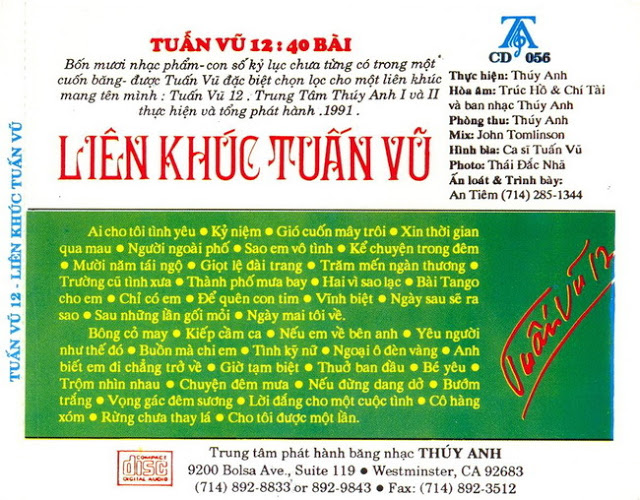 TUẤN VŨ 12 : 40 BÀI
Bốn mươi nhạc phẩm-con số kỷ lục chưa từng có trong một
cuốn băng- được Tuấn Vũ đặc biệt chọn lọc cho một liên khúc
mang tên mình : Tuấn Vũ 12 . Trung Tâm Thúy Anh I và II
thực hiện và tổng phát hành .1991 .
LIÊN KHÚC TUẤN VŨ
TA
CD 056
Thực hiện: Thúy Anh
Hòa âm: Trúc Hồ & Chí Tài
và ban nhạc Thúy Anh
Phòng thu: Thúy Anh
Mix: John Tomlinson
Hình bìa: Ca sĩ Tuấn Vũ
Photo: Thái Đắc Nhã
Ấn loát & Trình bày:
An Tiêm (714) 285-1344
TUẤN VŨ 12 - LIÊN KHÚC TUẤN VŨ
Ai cho tôi tình yêu ● Kỷ niệm ● Gió cuốn mây trôi ● Xin thời gian
qua mau ● Người ngoài phố ● Sao em vô tình ● Kể chuyện trong đêm
● Mười năm tái ngộ ● Giọt lệ đài trang ● Trăm mến ngàn thương ●
Trường cũ tình xưa ● Thành phố mưa bay ● Hai vì sao lạc ● Bài Tango
cho em ● Chỉ có em ● Để quên con tim ● Vĩnh biệt ● Ngày sau sẽ ra
sao ● Sau những lần gối mỏi ● Ngày mai tôi về.
Bông cỏ may ● Kiếp cầm ca ● Nếu em về bên anh ● Yêu người
như thế đó ● Buồn mà chi em ● Tình kỹ nữ ● Ngoại ô đèn vàng ● Anh
biết em đi chẳng trở về ● Giờ tạm biệt ● Thuở ban đầu ● Bé yêu ●
Trộm nhìn nhau ● Chuyện đêm mưa ● Nếu đừng dang dở ● Bướm
trắng ● Vọng gác đêm sương ● Lời đắng cho một cuộc tình ● Cô hàng
xóm ● Rừng chưa thay lá ● Cho tôi được một lần.
Tuấn Vũ 12
COMPACT
disc
DIGITAL AUDIO
Trung tâm phát hành băng nhạc THÚY ANH
9200 Bolsa Ave., Suite 119 ● Westminster, CA 92683
(714) 892-8833 or 892-9843 ● Fax: (714) 892-3512